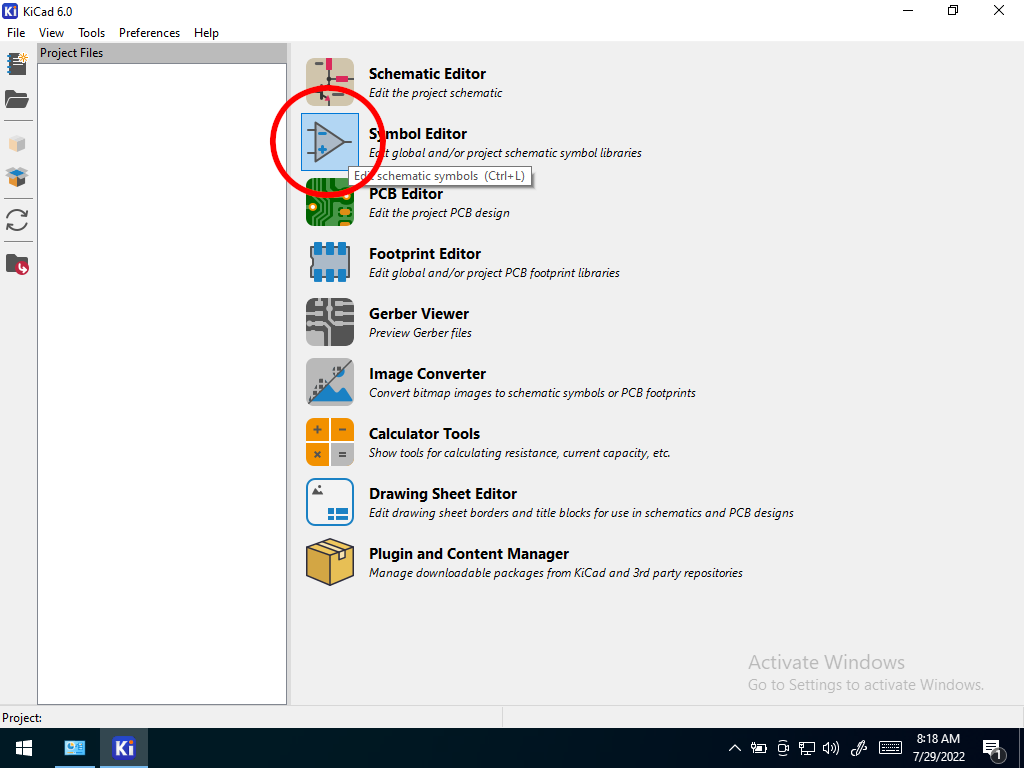 KiCad 6.0
File View Tools Preferences Help
Project Files
Schematic Editor
Edit the project schematic
Symbol Editor
Edit global and/or project schematic symbol libraries
Edit schematic symbols (Ctrl+L)
PCB Editor
Edit the project PCB design
Footprint Editor
Edit global and/or project PCB footprint libraries
Gerber Viewer
Preview Gerber files
Image Converter
Convert bitmap images to schematic symbols or PCB footprints
Calculator Tools
Show tools for calculating resistance, current capacity, etc.
Drawing Sheet Editor
Edit drawing sheet borders and title blocks for use in schematics and PCB designs
Plugin and Content Manager
Manage downloadable packages from KiCad and 3rd party repositories
Activate Windows
Go to Settings to activate Windows.
Project:
Ki
8:18 AM
7/29/2022
1